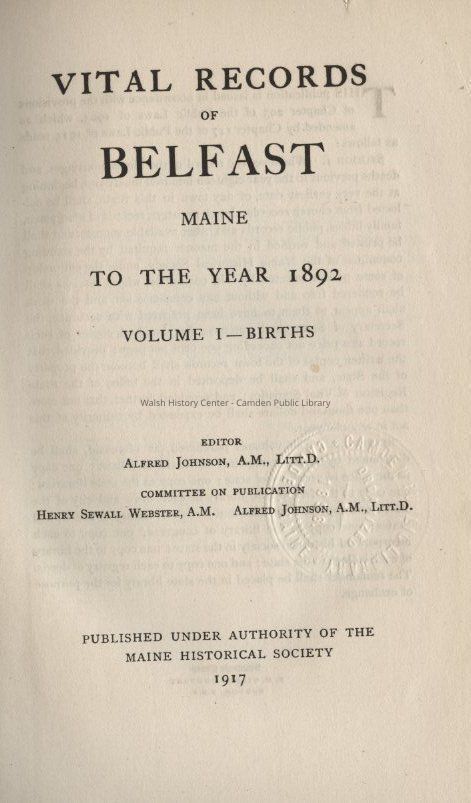 VITAL RECORDS
OF
BELFAST
MAINE
TO THE YEAR 1892
VOLUME I—BIRTHS
Walsh History Center - Camden Public Library
EDITOR
ALFRED JOHNSON, A.M., LITT.D.
COMMITTEE ON PUBLICATION
HENRY SEWALL WEBSTER, A.M. ALFRED JOHNSON, A.M., LITT.D.
PUBLISHED UNDER AUTHORITY OF THE
MAINE HISTORICAL SOCIETY
1917